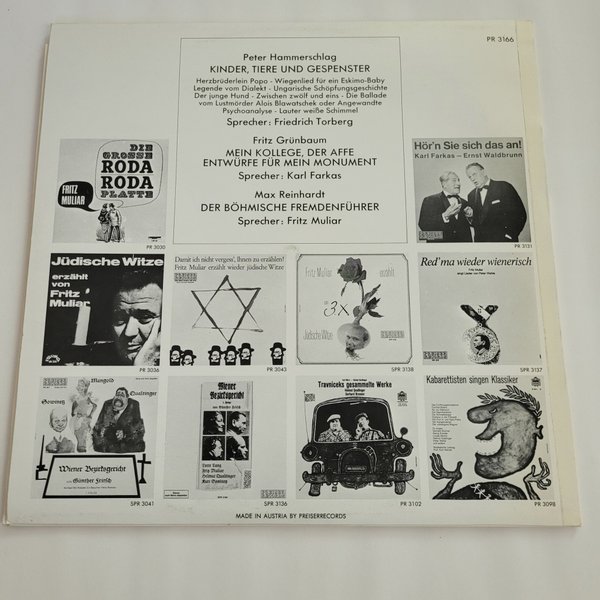 PR 3166
Peter Hammerschlag
KINDER, TIERE UND GESPENSTER
Herzbrüderlein Popo - Wiegenlied für ein Eskimo-Baby
Legende vom Dialekt - Ungarische Schöpfungsgeschichte
Der junge Hund - Zwischen zwölf und eins - Die Ballade
vom Lustmörder Alois Blawatschek oder Angewandte
Psychoanalyse - Lauter weiße Schimmel
Sprecher: Friedrich Torberg
Fritz Grünbaum
MEIN KOLLEGE, DER AFFE
ENTWÜRFE FÜR MEIN MONUMENT
Sprecher: Karl Farkas
Max Reinhardt
DER BÖHMISCHE FREMDENFÜHRER
Sprecher: Fritz Muliar
DIE
GROSSE
RODA
RODA
PLATTE
FRITZ
MULIAR
PR 3030
Hör'n Sie sich das an!
Karl Farkas – Ernst Waldbrunn
PR 3131
Jüdische Witze
erzählt
von
Fritz
Muliar
PR 3036
Damit ich nicht vergess', Ihnen zu erzählen!
Fritz Muliar erzählt wieder jüdische Witze
PR 3043
Fritz Muliar erzählt
3x
Jüdische Witze
SPR 3138
Red' ma wieder wienerisch
SPR 3137
Mangold
Qualtinger
Wiener Bezirksgericht
von Günther Fritsch
SPR 3041
Wiener
Bezirksgericht
SPR 3136
Travniceks gesammelte Werke
PR 3102
Kabarettisten singen Klassiker
PR 3098
MADE IN AUSTRIA BY PREISERRECORDS